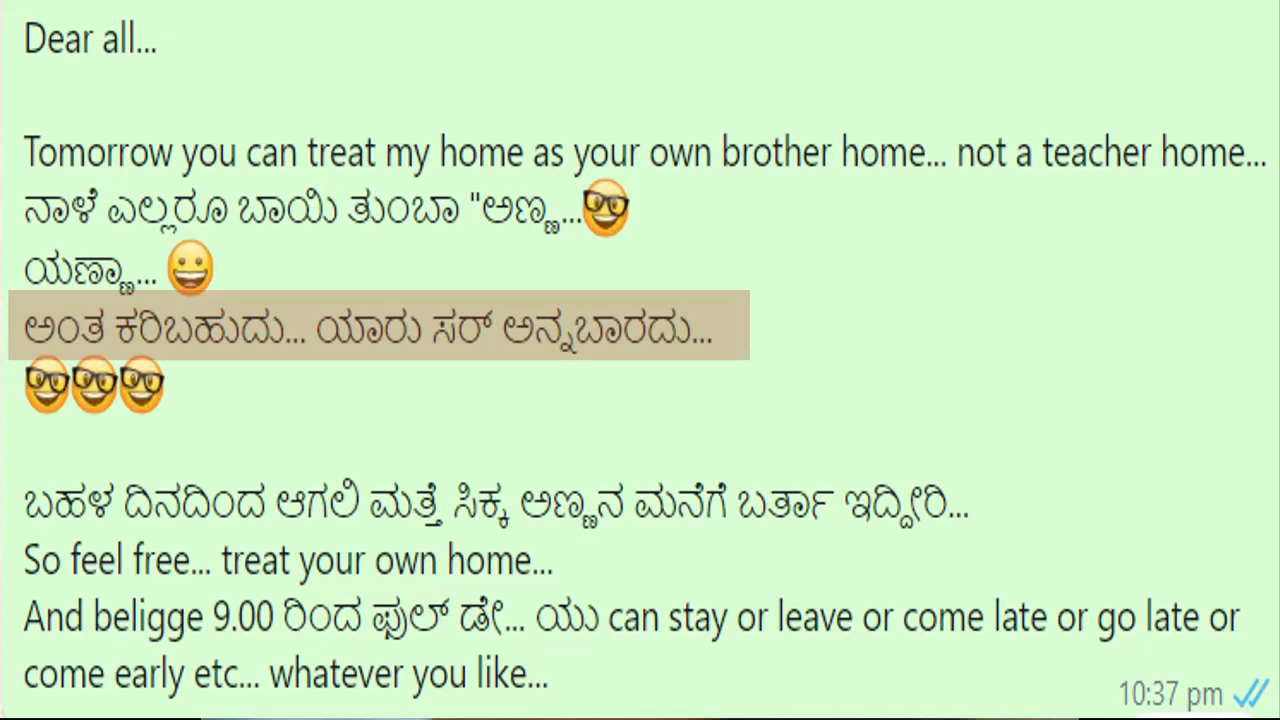 Dear all...
Tomorrow you can treat my home as your own brother home... not a teacher home...
ನಾಳೆ ಎಲ್ಲರೂ ಬಾಯಿ ತುಂಬಾ "ಅಣ್ಣ...🤓
ಯಣ್ಣಾ... 😀
ಅಂತ ಕರಿಬಹುದು... ಯಾರು ಸರ್ ಅನ್ನಬಾರದು...
🤓🤓🤓
ಬಹಳ ದಿನದಿಂದ ಆಗಲಿ ಮತ್ತೆ ಸಿಕ್ಕ ಅಣ್ಣನ ಮನೆಗೆ ಬರ್ತಾ ಇದ್ದೀರಿ...
So feel free... treat your own home...
And beligge 9.00 ರಿಂದ ಫುಲ್ ಡೇ... ಯು can stay or leave or come late or go late or
come early etc... whatever you like...
10:37 pm